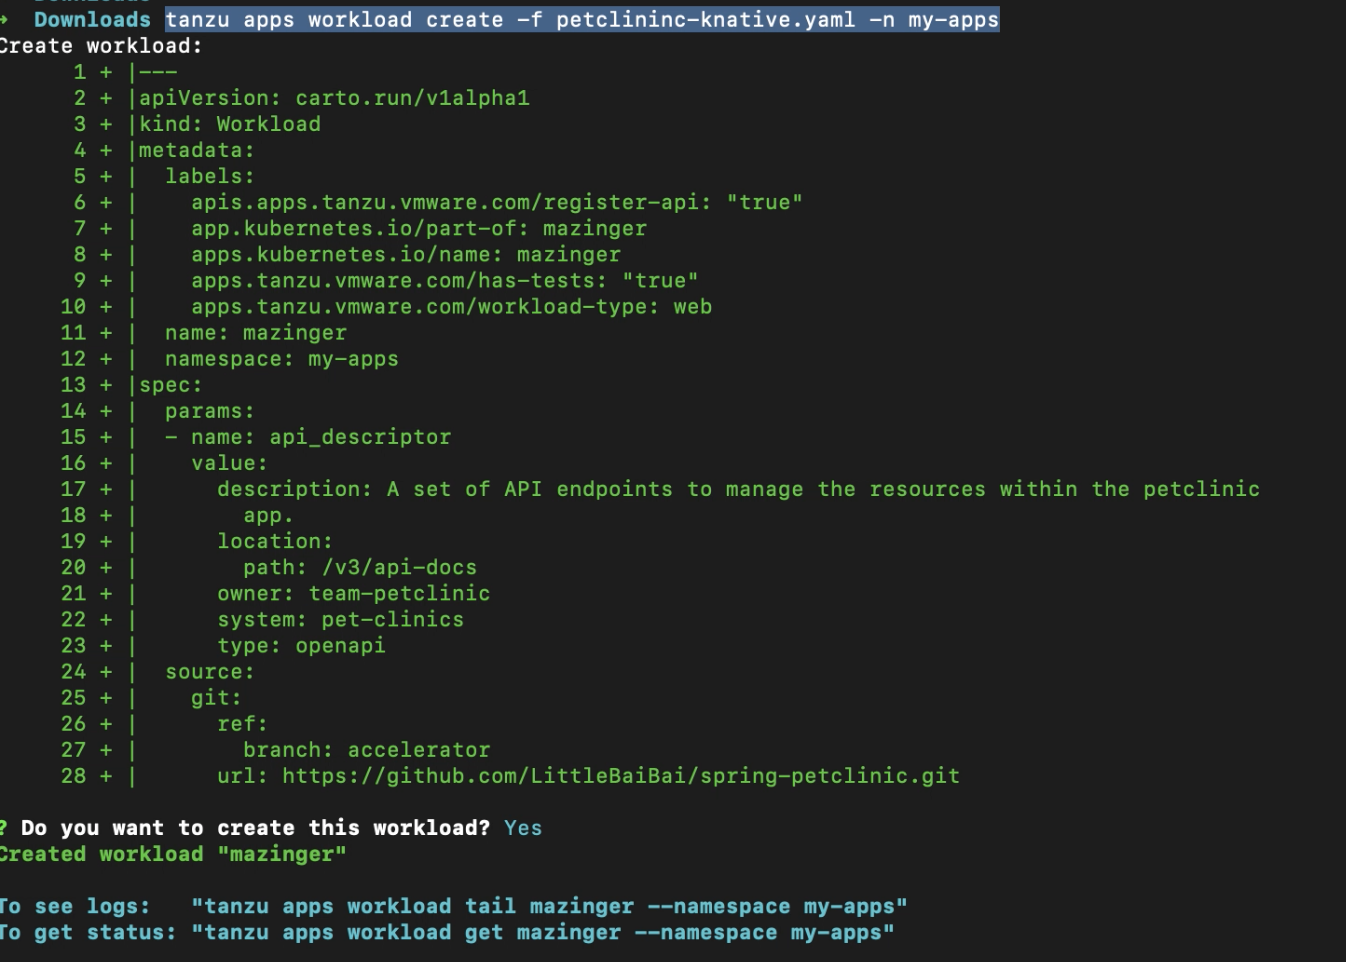 Downloads tanzu apps workload create -f petclininc-knative.yaml -n my-apps
Create workload:
1 + |---
2 + |apiVersion: carto.run/v1alpha1
3 + |kind: Workload
4 + |metadata:
5 + |  labels:
6 + |    apis.apps.tanzu.vmware.com/register-api: "true"
7 + |    app.kubernetes.io/part-of: mazinger
8 + |    apps.kubernetes.io/name: mazinger
9 + |    apps.tanzu.vmware.com/has-tests: "true"
10 + |    apps.tanzu.vmware.com/workload-type: web
11 + |  name: mazinger
12 + |  namespace: my-apps
13 + |spec:
14 + |  params:
15 + |  - name: api_descriptor
16 + |    value:
17 + |      description: A set of API endpoints to manage the resources within the petclinic
18 + |        app.
19 + |      location:
20 + |        path: /v3/api-docs
21 + |      owner: team-petclinic
22 + |      system: pet-clinics
23 + |      type: openapi
24 + |  source:
25 + |    git:
26 + |      ref:
27 + |        branch: accelerator
28 + |      url: https://github.com/LittleBaiBai/spring-petclinic.git
? Do you want to create this workload? Yes
Created workload "mazinger"
To see logs:   "tanzu apps workload tail mazinger --namespace my-apps"
To get status: "tanzu apps workload get mazinger --namespace my-apps"